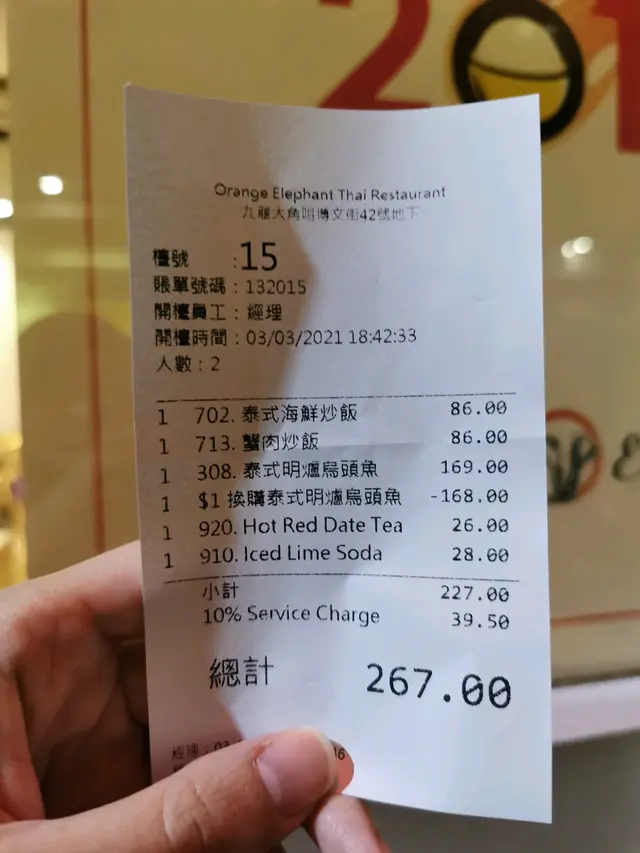 Orange Elephant Thai Restaurant
九龍大角咀博文街42號地下
檯號 :15
賬單號碼 : 132015
開檯員工 : 經理
開檯時間 : 03/03/2021 18:42:33
人數 : 2
1 702. 泰式海鮮炒飯 86.00
1 713. 蟹肉炒飯 86.00
1 308. 泰式明爐烏頭魚 169.00
1 $1 換購泰式明爐烏頭魚 -168.00
1 920. Hot Red Date Tea 26.00
1 910. Iced Lime Soda 28.00
小計 227.00
10% Service Charge 39.50
總計 267.00
經理 : 03